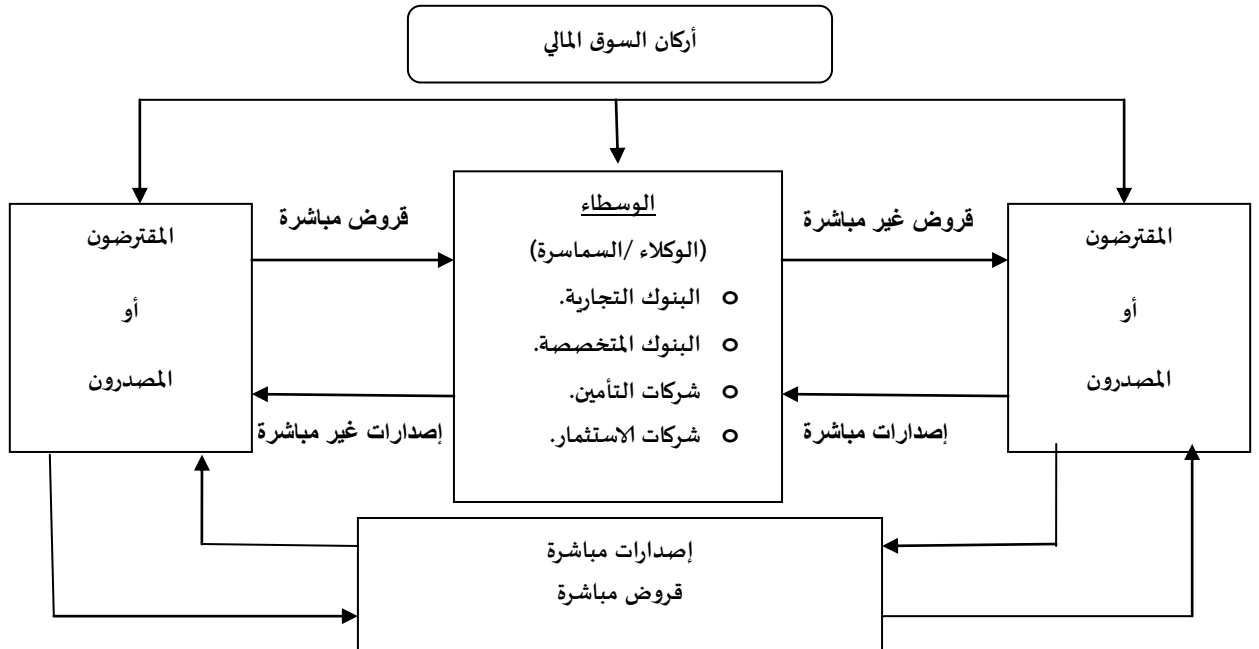 أركان السوق المالي
المقترضون
أو
المصدرون
قروض غير مباشرة
إصدارات مباشرة
الوسطاء
(الوكلاء /السماسرة)
البنوك التجارية.
البنوك المتخصصة.
شركات التأمين.
شركات الاستثمار.
قروض مباشرة
إصدارات غير مباشرة
المقترضون
أو
المصدرون
إصدارات مباشرة
قروض مباشرة